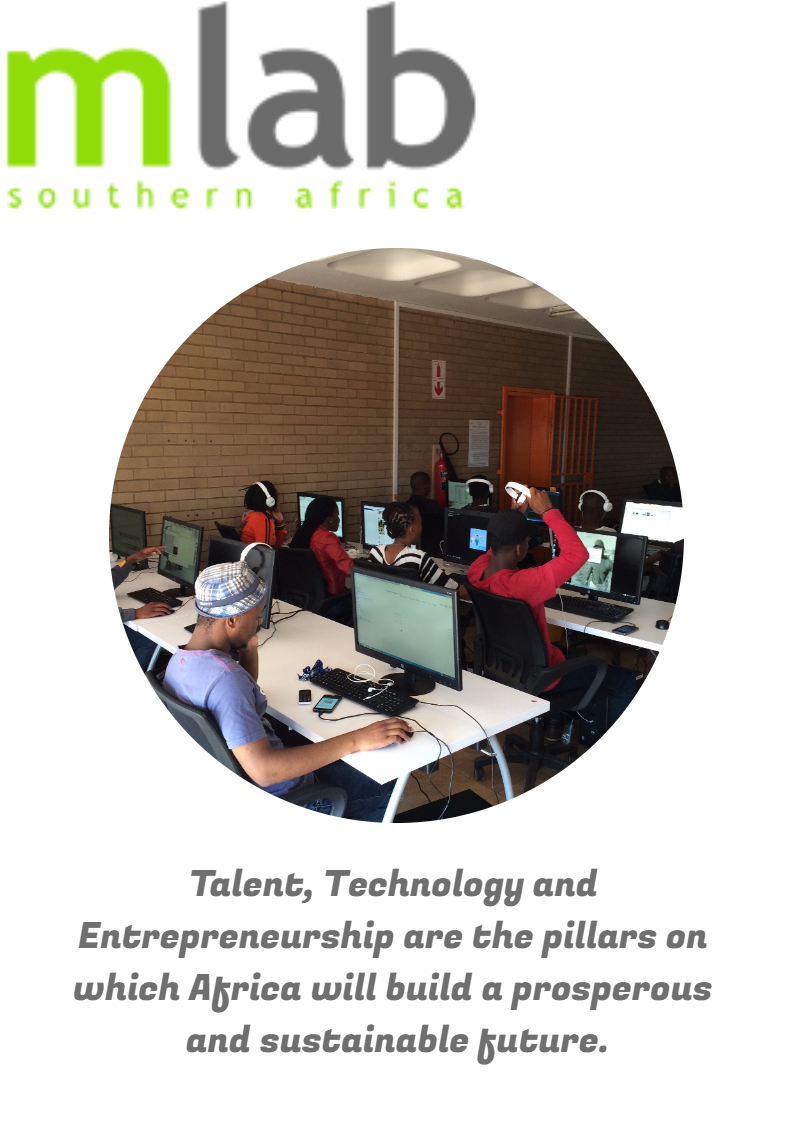 mlab
southern africa
Talent, Technology and
Entrepreneurship are the pillars on
which Africa will build a prosperous
and sustainable future.